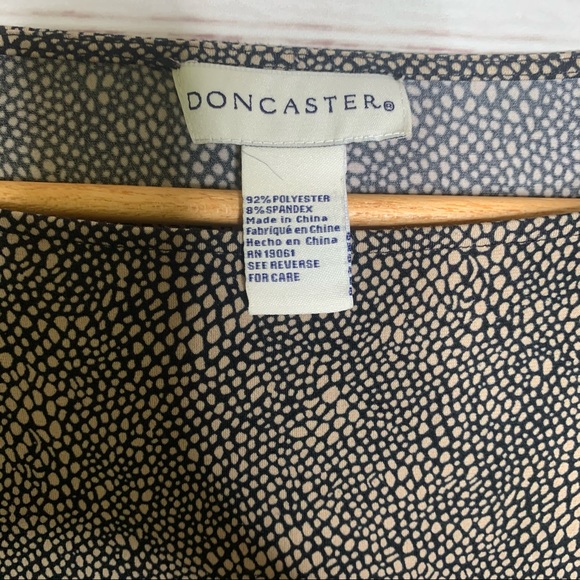 DONCASTER®
92% POLYESTER
8% SPANDEX
Made in China
Fabriqué en Chine
Hecho en China
RN 19061
SEE REVERSE
FOR CARE